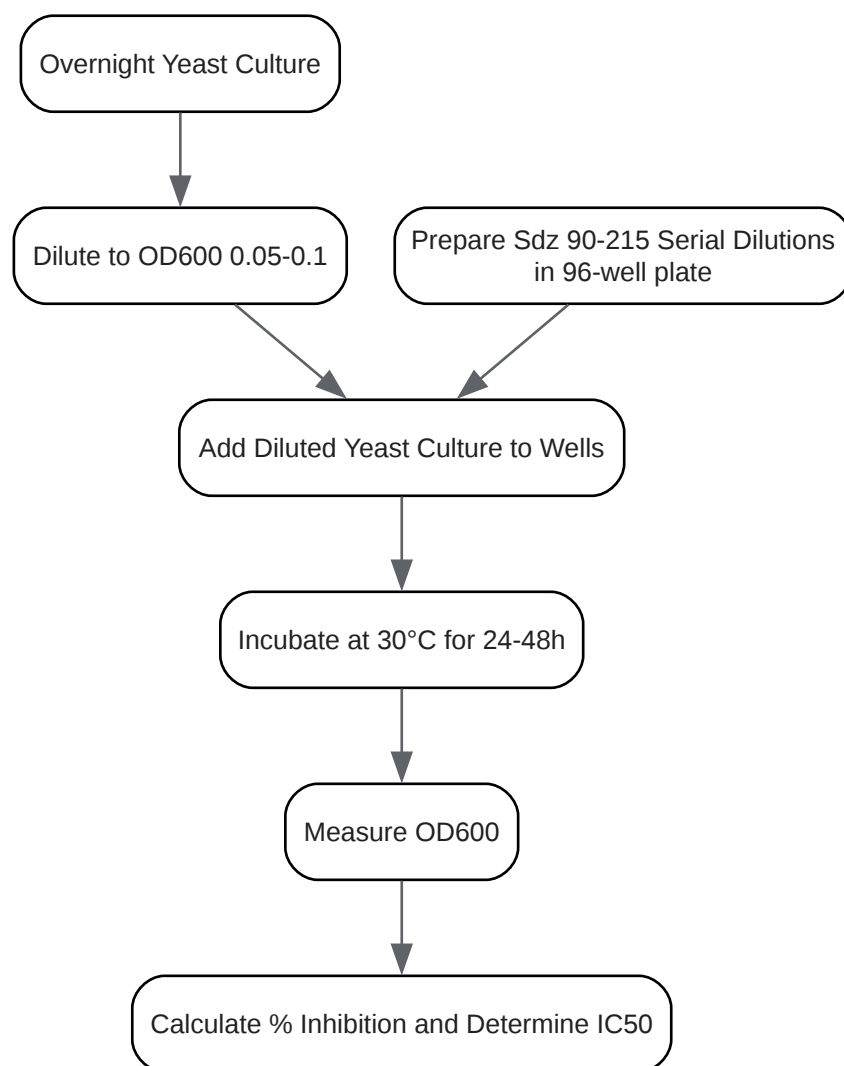 Overnight Yeast Culture
Dilute to OD600 0.05-0.1
Prepare Sdz 90-215 Serial Dilutions
in 96-well plate
Add Diluted Yeast Culture to Wells
Incubate at 30°C for 24-48h
Measure OD600
Calculate % Inhibition and Determine IC50